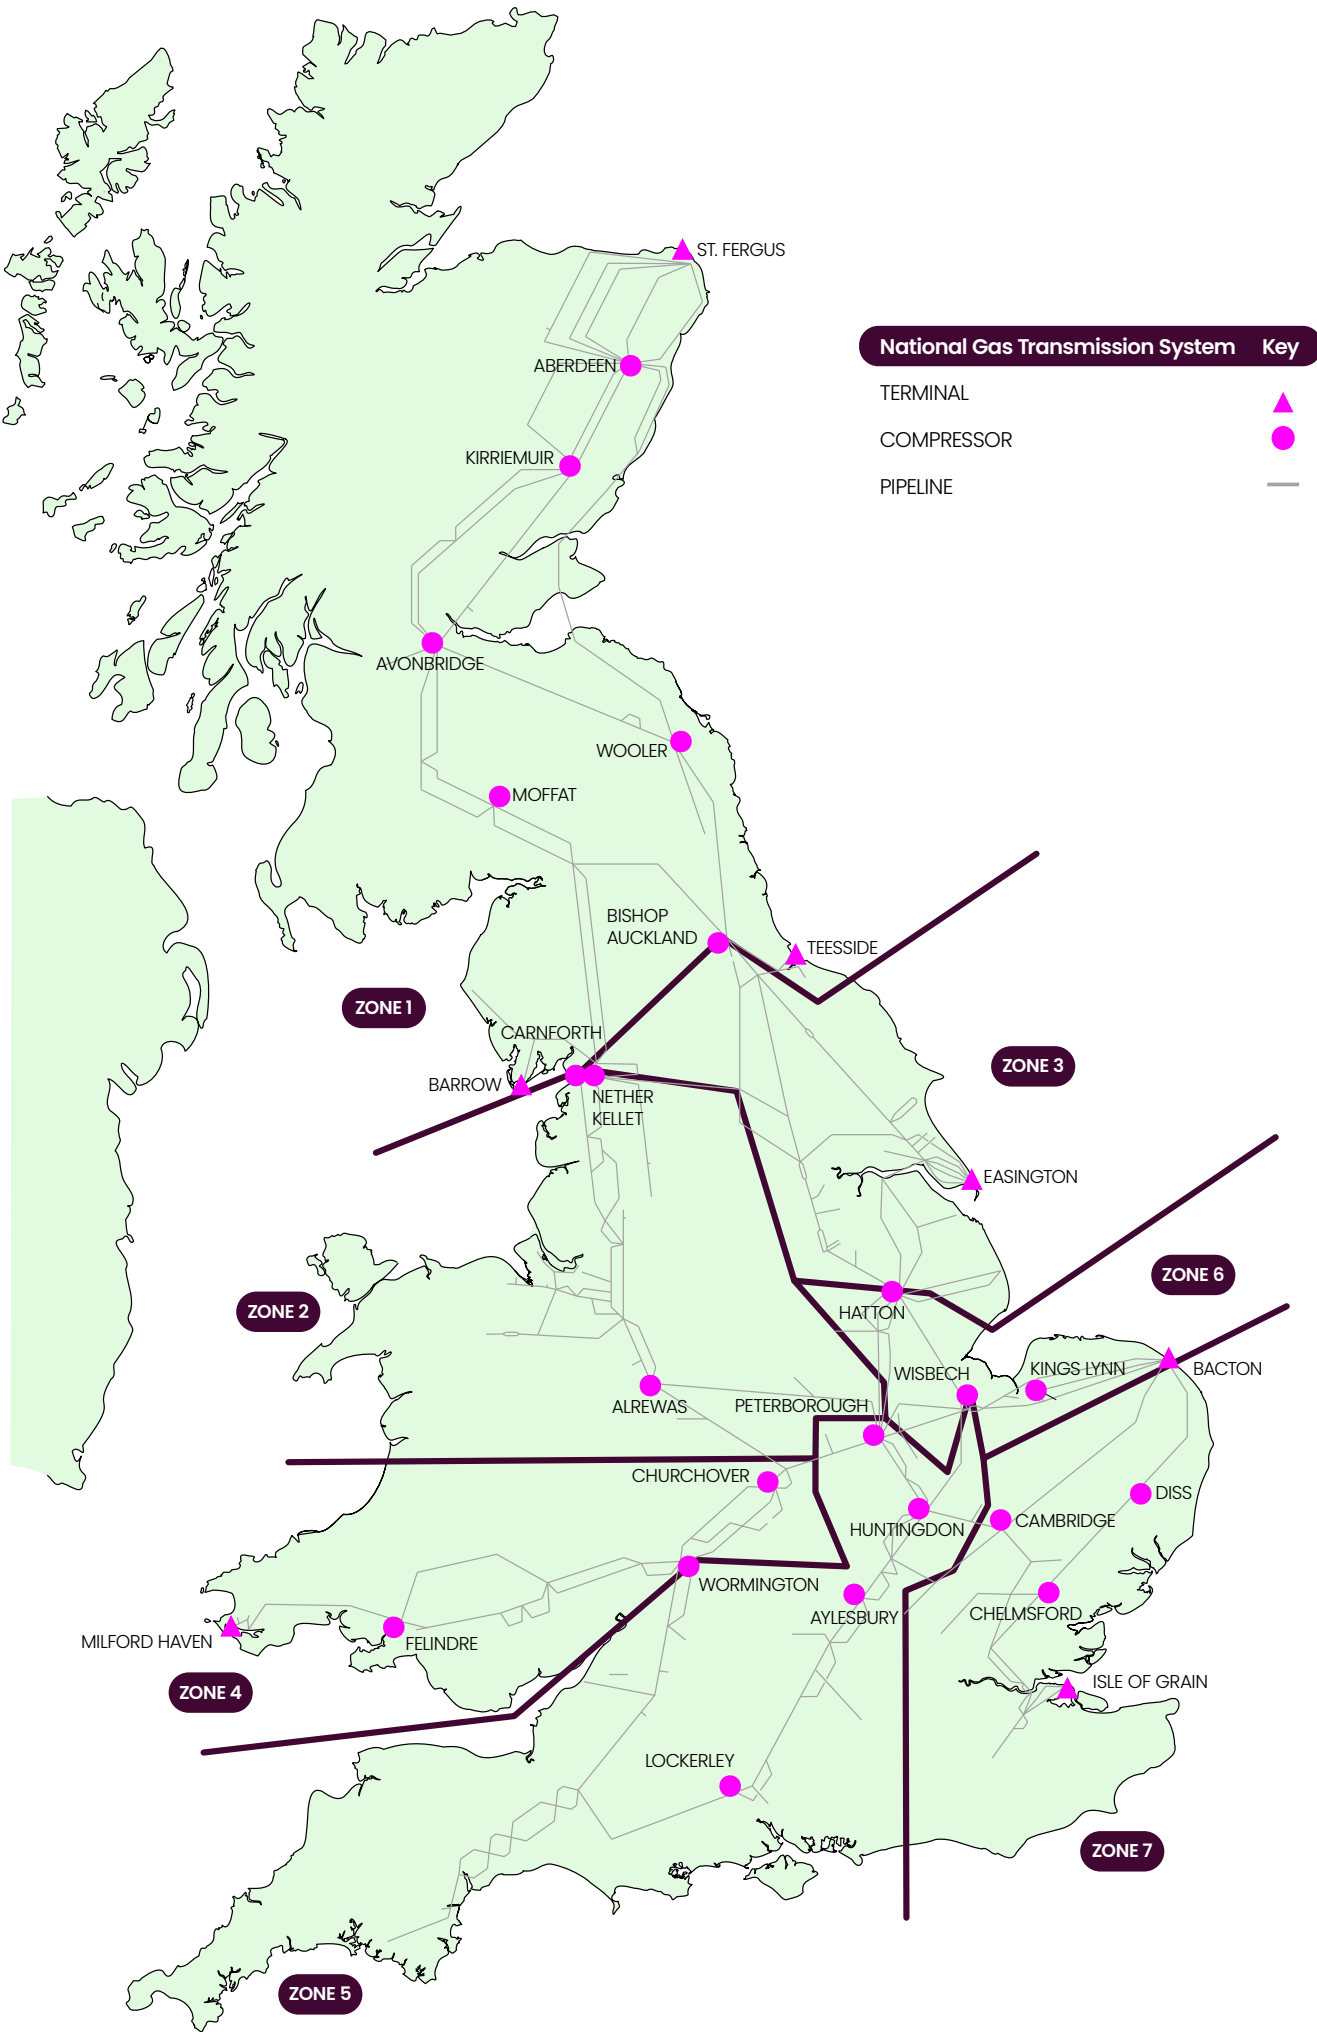 ST. FERGUS
National Gas Transmission System Key
ABERDEEN
TERMINAL
COMPRESSOR
KIRRIEMUIR
PIPELINE
AVONBRIDGE
WOOLER
MOFFAT
BISHOP
AUCKLAND
TEESSIDE
ZONE 1
CARNFORTH
ZONE 3
BARROW
NETHER
KELLET
EASINGTON
ZONE 6
ZONE 2
HATTON
KINGS LYNN
BACTON
WISBECH
ALREWAS
PETERBOROUGH
CHURCHOVER
DISS
CAMBRIDGE
HUNTINGDON
WORMINGTON
CHELMSFORD
AYLESBURY
MILFORD HAVEN
FELINDRE
ISLE OF GRAIN
ZONE 4
LOCKERLEY
ZONE 7
ZONE 5